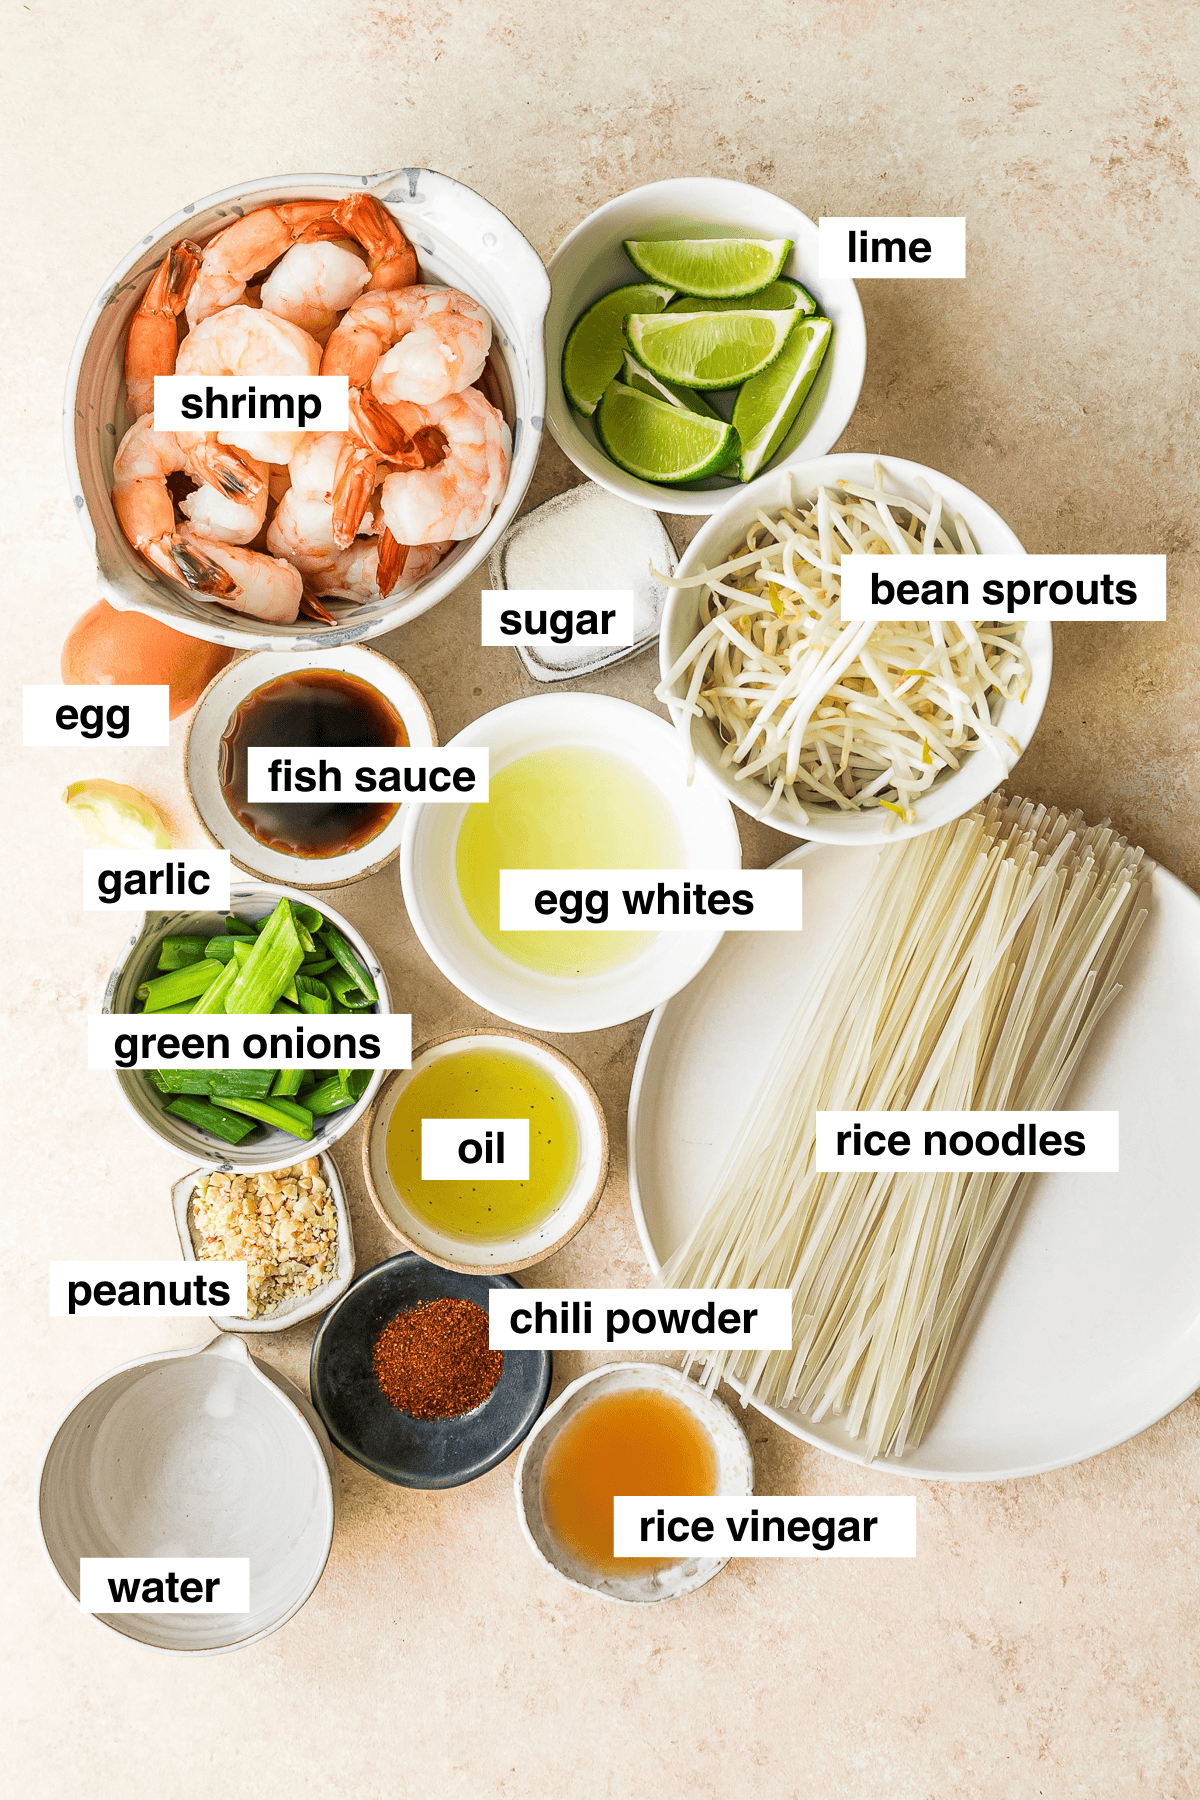 lime
shrimp
bean sprouts
sugar
egg
fish sauce
garlic
egg whites
green onions
oil
rice noodles
peanuts
chili powder
rice vinegar
water